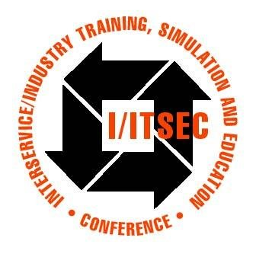 INTERSERVICE/INDUSTRY TRAINING, SIMULATION AND EDUCATION
I/ITSEC
• CONFERENCE •